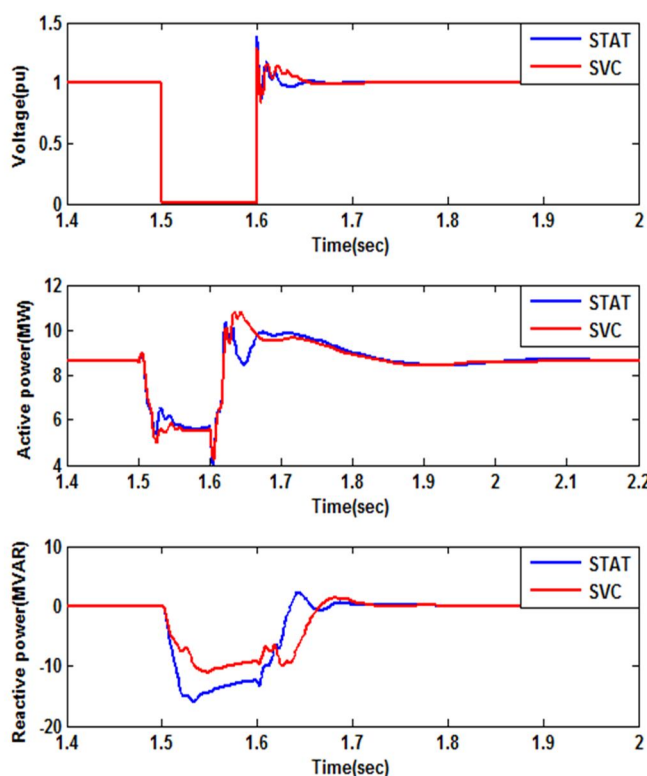 Voltage(pu)
1.5
1
0.5
0
STAT
SVC
1.4 1.5 1.6 1.7 1.8 1.9 2
Time(sec)
Active power(MW)
12
10
8
6
4
STAT
SVC
1.4 1.5 1.6 1.7 1.8 1.9 2 2.1 2.2
Time(sec)
Reactive power(MVAR)
10
0
-10
-20
STAT
SVC
1.4 1.5 1.6 1.7 1.8 1.9 2
Time(sec)